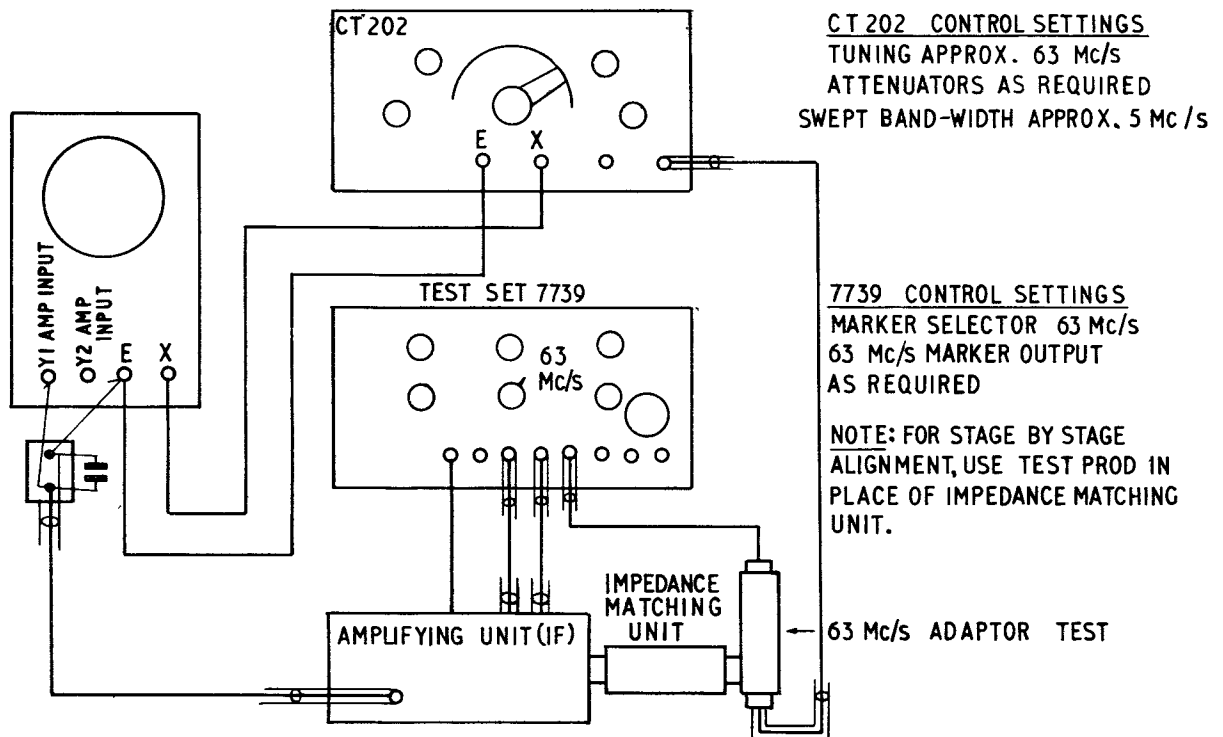 CT202
E
X
CT 202 CONTROL SETTINGS
TUNING APPROX. 63 Mc/s
ATTENUATORS AS REQUIRED
SWEPT BAND-WIDTH APPROX. 5 Mc/s
Y1 AMP INPUT
Y2 AMP
INPUT
E
X
TEST SET 7739
63
Mc/s
7739 CONTROL SETTINGS
MARKER SELECTOR 63 Mc/s
63 Mc/s MARKER OUTPUT
AS REQUIRED
NOTE: FOR STAGE BY STAGE
ALIGNMENT, USE TEST PROD IN
PLACE OF IMPEDANCE MATCHING
UNIT.
AMPLIFYING UNIT (IF)
IMPEDANCE
MATCHING
UNIT
63 Mc/s ADAPTOR TEST